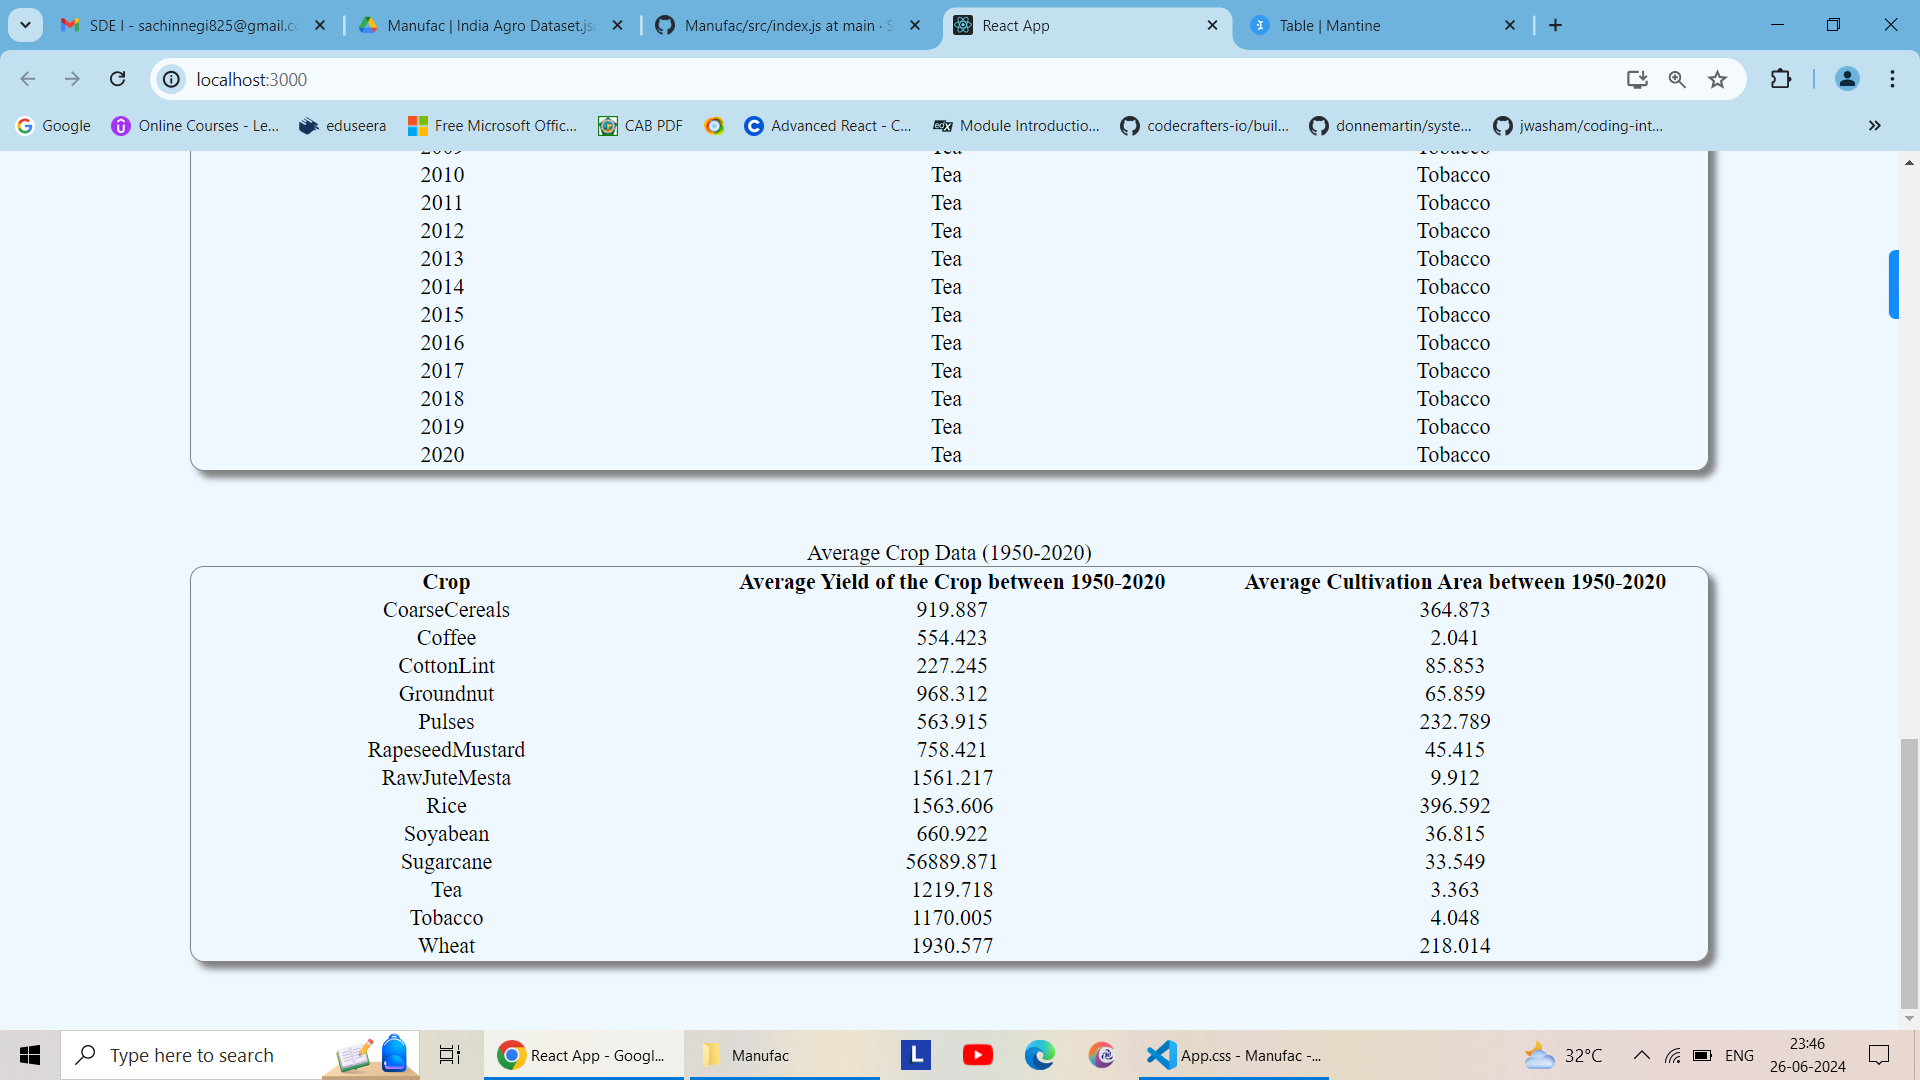 SDE I - sachinnegi825@gmail.c
Manufac | India Agro Dataset.js
Manufac/src/index.js at main · S
React App
Table | Mantine
localhost:3000
Google
Online Courses - Le...
eduseera
Free Microsoft Offic...
CAB PDF
Advanced React - C...
Module Introductio...
codecrafters-io/buil...
donnemartin/syste...
jwasham/coding-int...
2009 Tea Tobacco
2010 Tea Tobacco
2011 Tea Tobacco
2012 Tea Tobacco
2013 Tea Tobacco
2014 Tea Tobacco
2015 Tea Tobacco
2016 Tea Tobacco
2017 Tea Tobacco
2018 Tea Tobacco
2019 Tea Tobacco
2020 Tea Tobacco
Average Crop Data (1950-2020)
Crop Average Yield of the Crop between 1950-2020 Average Cultivation Area between 1950-2020
CoarseCereals 919.887 364.873
Coffee 554.423 2.041
CottonLint 227.245 85.853
Groundnut 968.312 65.859
Pulses 563.915 232.789
RapeseedMustard 758.421 45.415
RawJuteMesta 1561.217 9.912
Rice 1563.606 396.592
Soyabean 660.922 36.815
Sugarcane 56889.871 33.549
Tea 1219.718 3.363
Tobacco 1170.005 4.048
Wheat 1930.577 218.014
Type here to search
React App - Googl...
Manufac
L
App.css - Manufac -...
32°C
ENG
23:46
26-06-2024